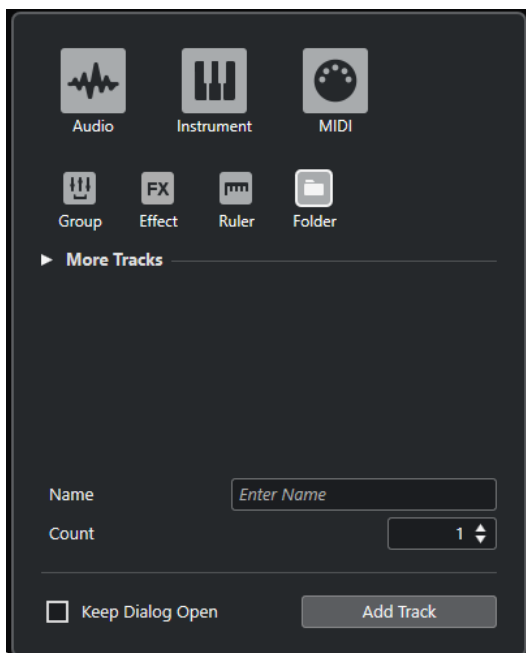 Audio Instrument MIDI
FX
Group Effect Ruler Folder
More Tracks
Name Enter Name
Count 1
Keep Dialog Open Add Track